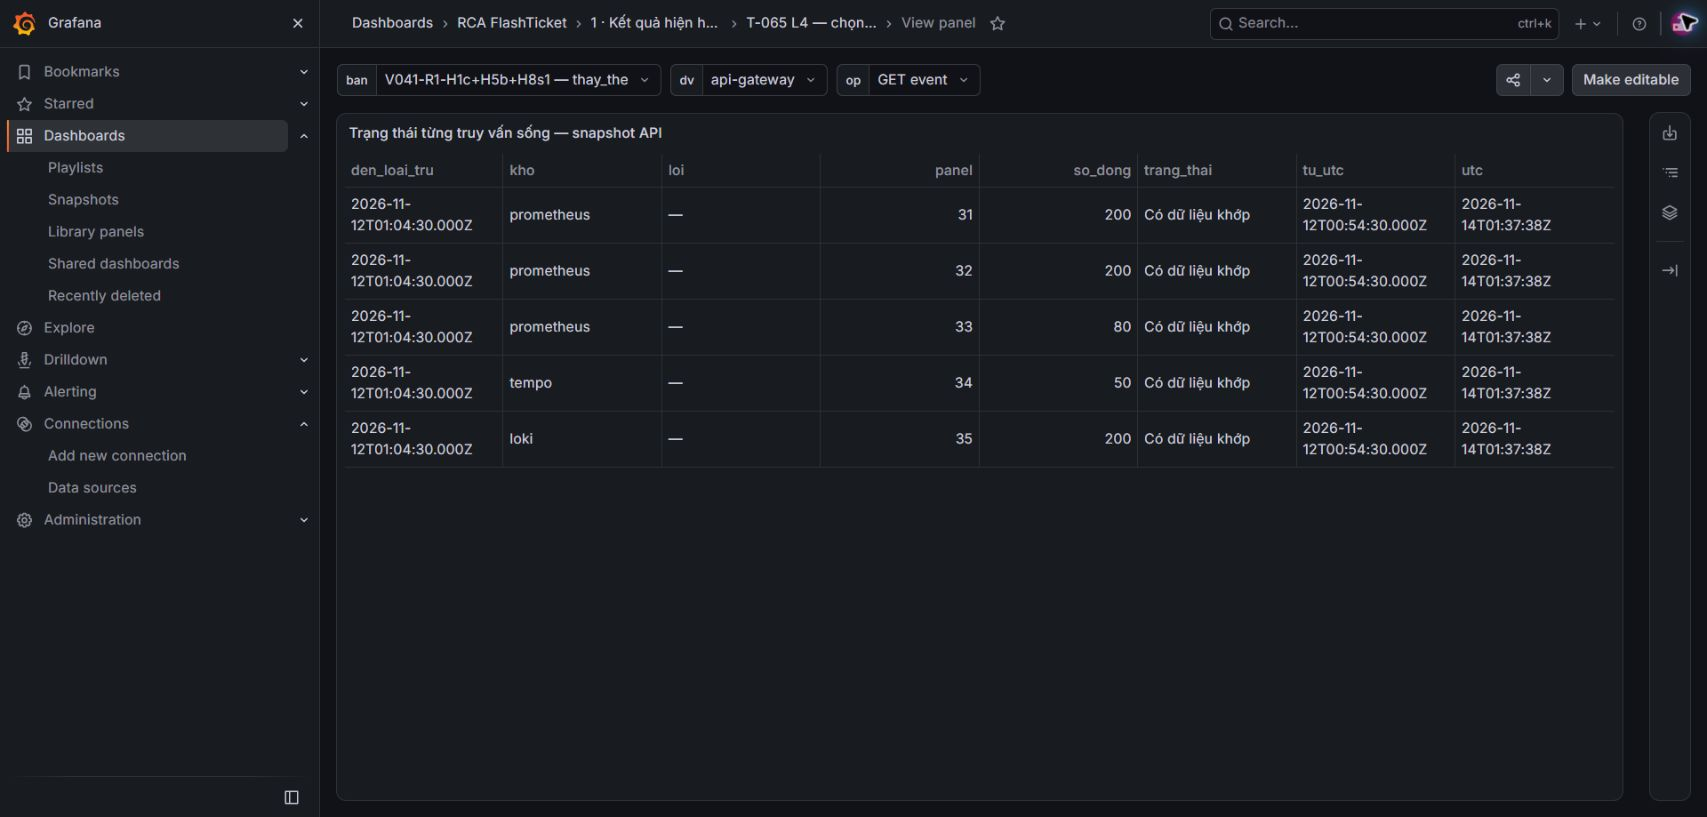 Grafana
Dashboards › RCA FlashTicket › 1 · Kết quả hiện h... › T-065 L4 — chọn... › View panel
Search... ctrl+k
Bookmarks
Starred
Dashboards
Playlists
Snapshots
Library panels
Shared dashboards
Recently deleted
Explore
Drilldown
Alerting
Connections
Add new connection
Data sources
Administration
ban V041-R1-H1c+H5b+H8s1 — thay_the dv api-gateway op GET event
Make editable
Trạng thái từng truy vấn sống — snapshot API
den_loai_tru kho loi panel so_dong trang_thai tu_utc utc
2026-11-12T01:04:30.000Z prometheus — 31 200 Có dữ liệu khớp 2026-11-12T00:54:30.000Z 2026-11-14T01:37:38Z
2026-11-12T01:04:30.000Z prometheus — 32 200 Có dữ liệu khớp 2026-11-12T00:54:30.000Z 2026-11-14T01:37:38Z
2026-11-12T01:04:30.000Z prometheus — 33 80 Có dữ liệu khớp 2026-11-12T00:54:30.000Z 2026-11-14T01:37:38Z
2026-11-12T01:04:30.000Z tempo — 34 50 Có dữ liệu khớp 2026-11-12T00:54:30.000Z 2026-11-14T01:37:38Z
2026-11-12T01:04:30.000Z loki — 35 200 Có dữ liệu khớp 2026-11-12T00:54:30.000Z 2026-11-14T01:37:38Z